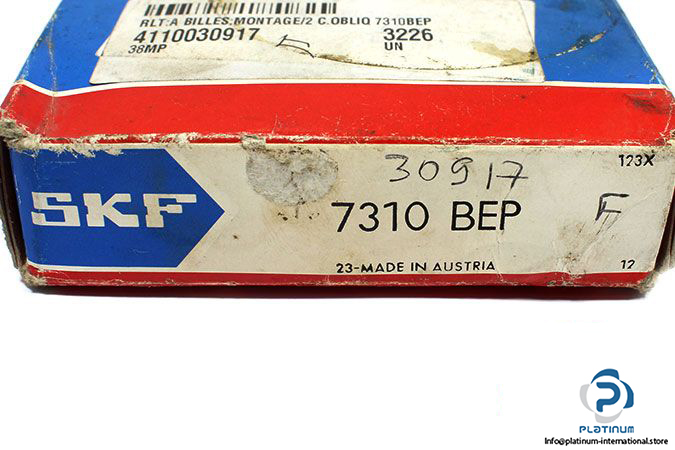 RLT:A BILLES.MONTAGE/2 C.OBLIQ 7310BEP
4110030917 F 3226
38MP UN
30917 123X
SKF 7310 BEP F
23-MADE IN AUSTRIA 12
PLATINUM
info@platinum-international.store